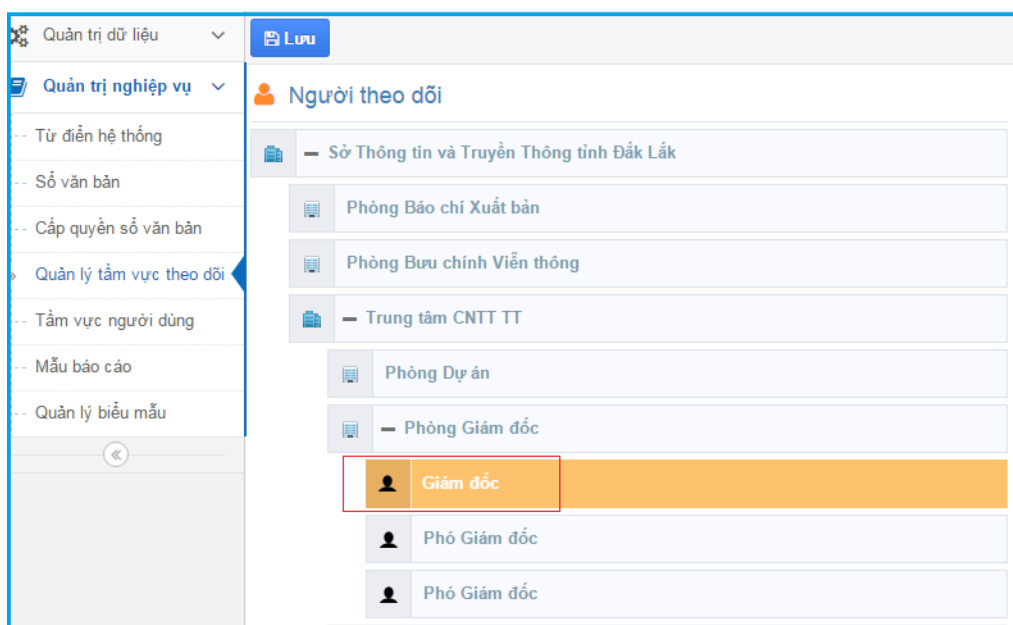 Quản trị dữ liệu
Quản trị nghiệp vụ
Từ điển hệ thống
Sổ văn bản
Cấp quyền sổ văn bản
Quản lý tầm vực theo dõi
Tầm vực người dùng
Mẫu báo cáo
Quản lý biểu mẫu
Lưu
Người theo dõi
Sở Thông tin và Truyền Thông tỉnh Đắk Lắk
Phòng Báo chí Xuất bản
Phòng Bưu chính Viễn thông
Trung tâm CNTT TT
Phòng Dự án
Phòng Giám đốc
Giám đốc
Phó Giám đốc
Phó Giám đốc